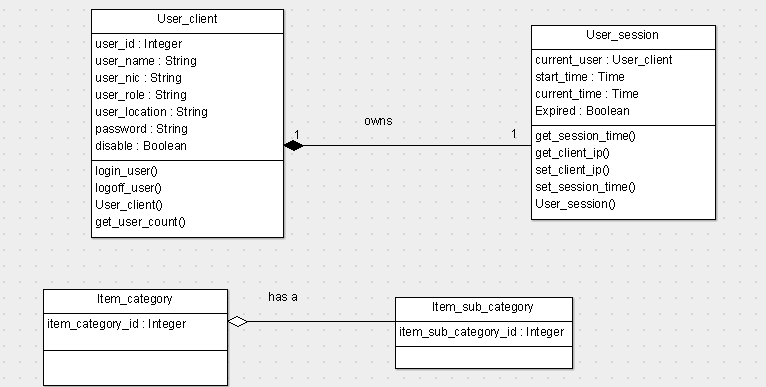 User_client
user_id : Integer
user_name : String
user_nic : String
user_role : String
user_location : String
password : String
disable : Boolean
login_user()
logoff_user()
User_client()
get_user_count()
1
owns
1
User_session
current_user : User_client
start_time : Time
current_time : Time
Expired : Boolean
get_session_time()
get_client_ip()
set_client_ip()
set_session_time()
User_session()
Item_category
item_category_id : Integer
has a
Item_sub_category
item_sub_category_id : Integer